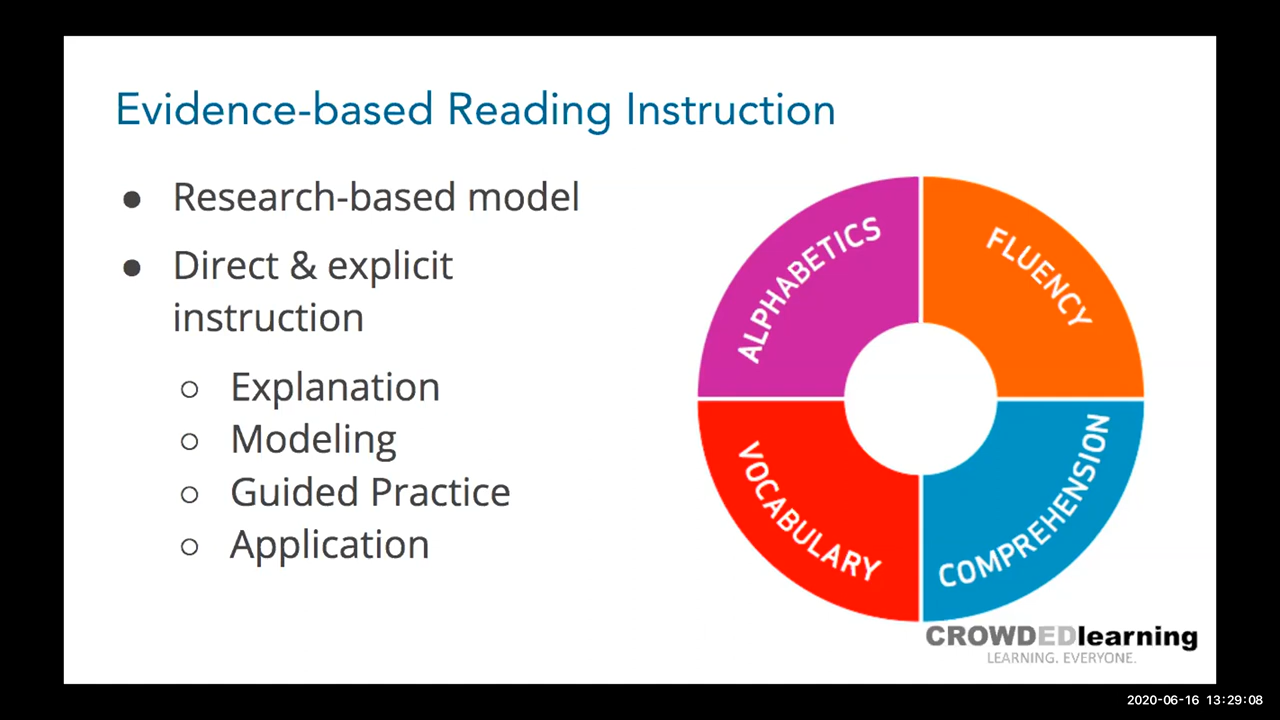 Evidence-based Reading Instruction
● Research-based model
● Direct & explicit
instruction
○ Explanation
○ Modeling
○ Guided Practice
○ Application
ALPHABETICS
FLUENCY
VOCABULARY
COMPREHENSION
CROWDEDlearning
LEARNING. EVERYONE.
2020-06-16 13:29:08